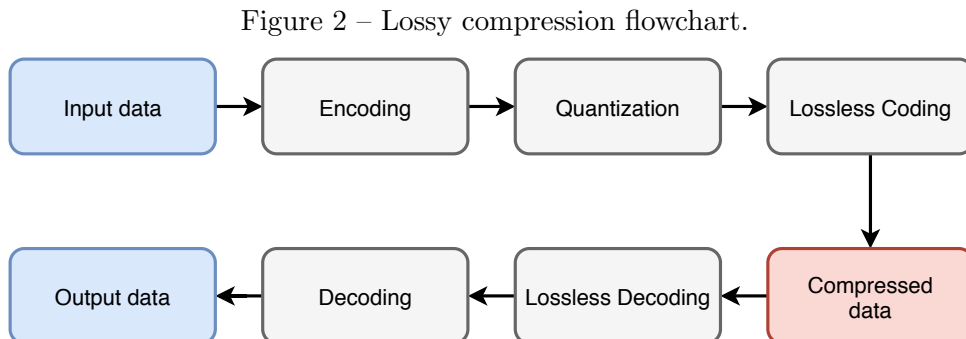 Figure 2 – Lossy compression flowchart.
Input data
Encoding
Quantization
Lossless Coding
Output data
Decoding
Lossless Decoding
Compressed
data